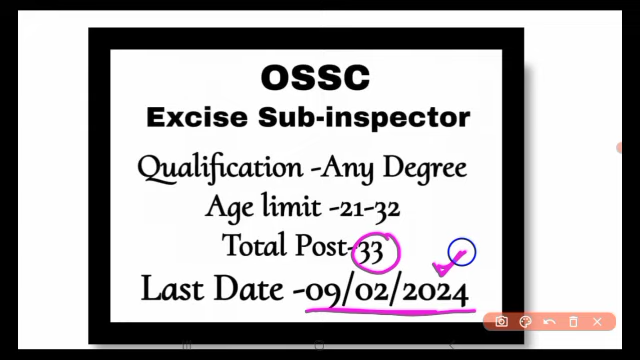 OSSC
Excise Sub-inspector
Qualification -Any Degree
Age limit -21-32
Total Post-33
Last Date -09/02/2024